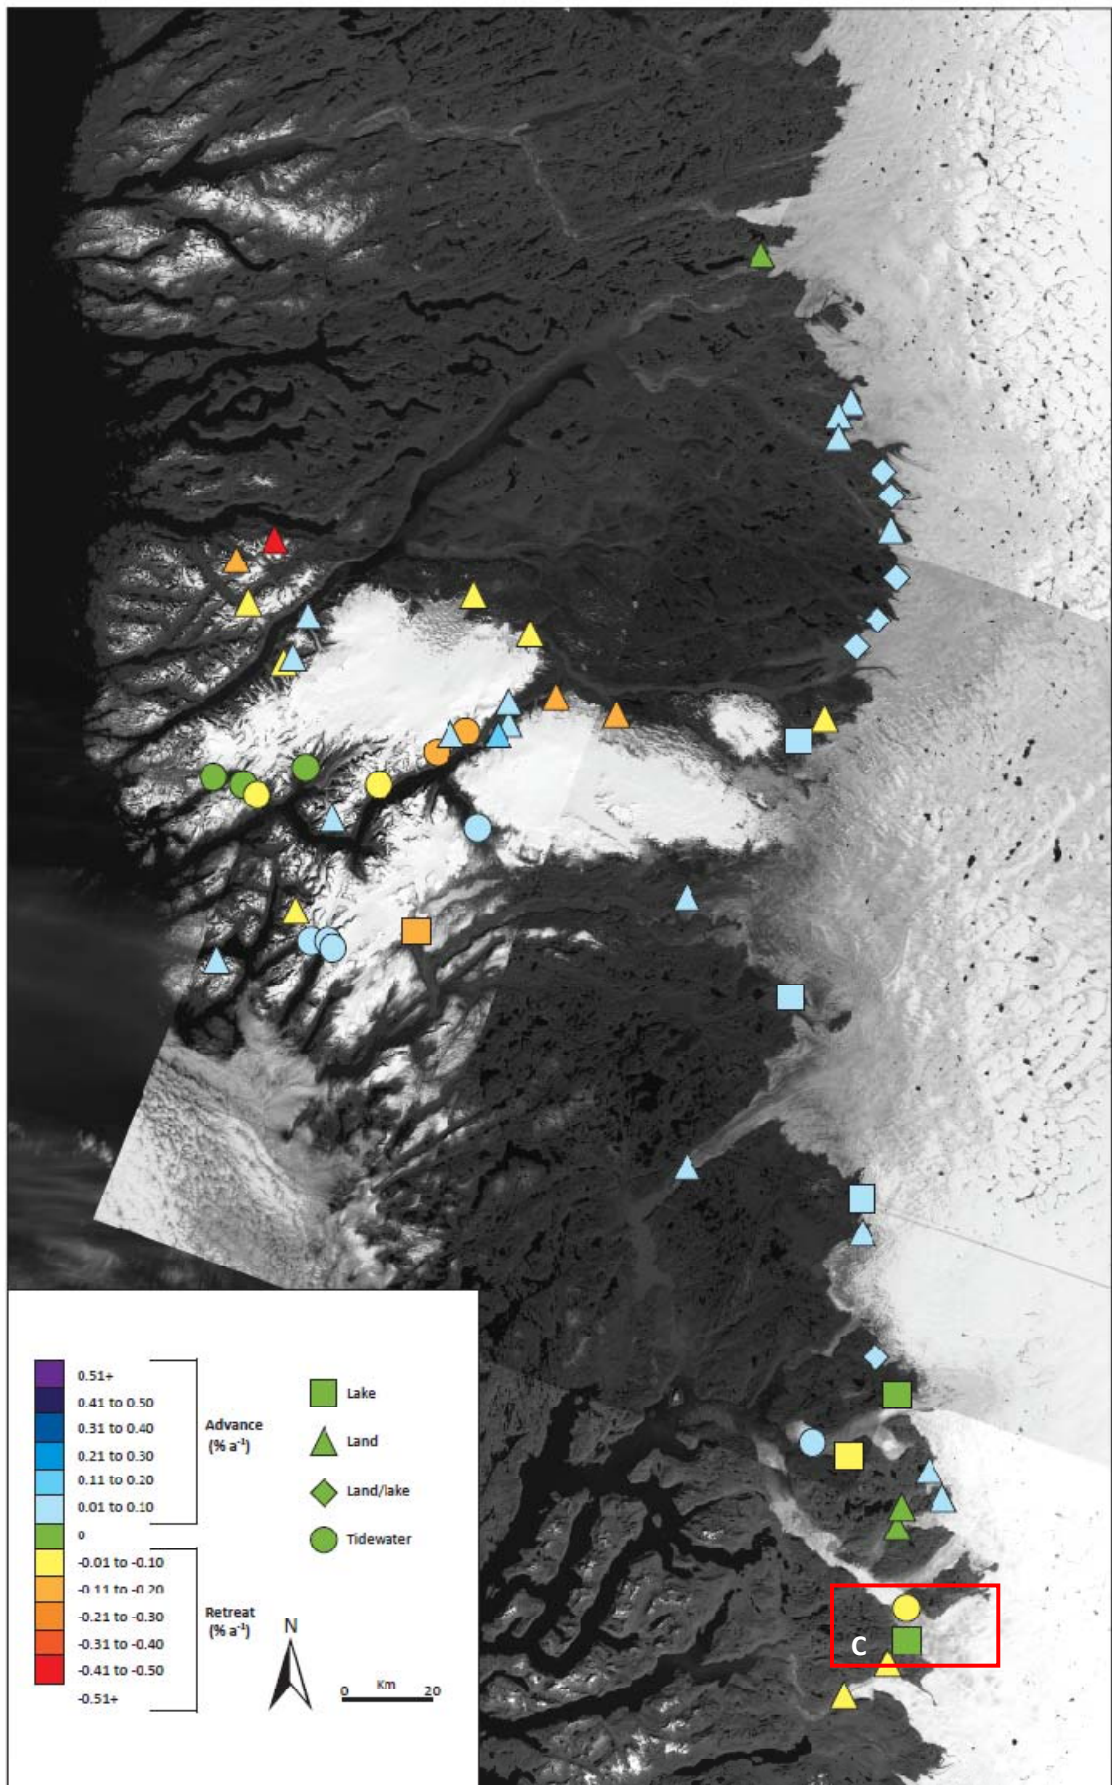 C
0.51+
0.41 to 0.50
0.31 to 0.40
0.21 to 0.30
0.11 to 0.20
0.01 to 0.10
0
-0.01 to -0.10
-0.11 to -0.20
-0.21 to -0.30
-0.31 to -0.40
-0.41 to -0.50
-0.51+
Advance
(% a⁻¹)
Retreat
(% a⁻¹)
Lake
Land
Land/lake
Tidewater
N
0 Km 20